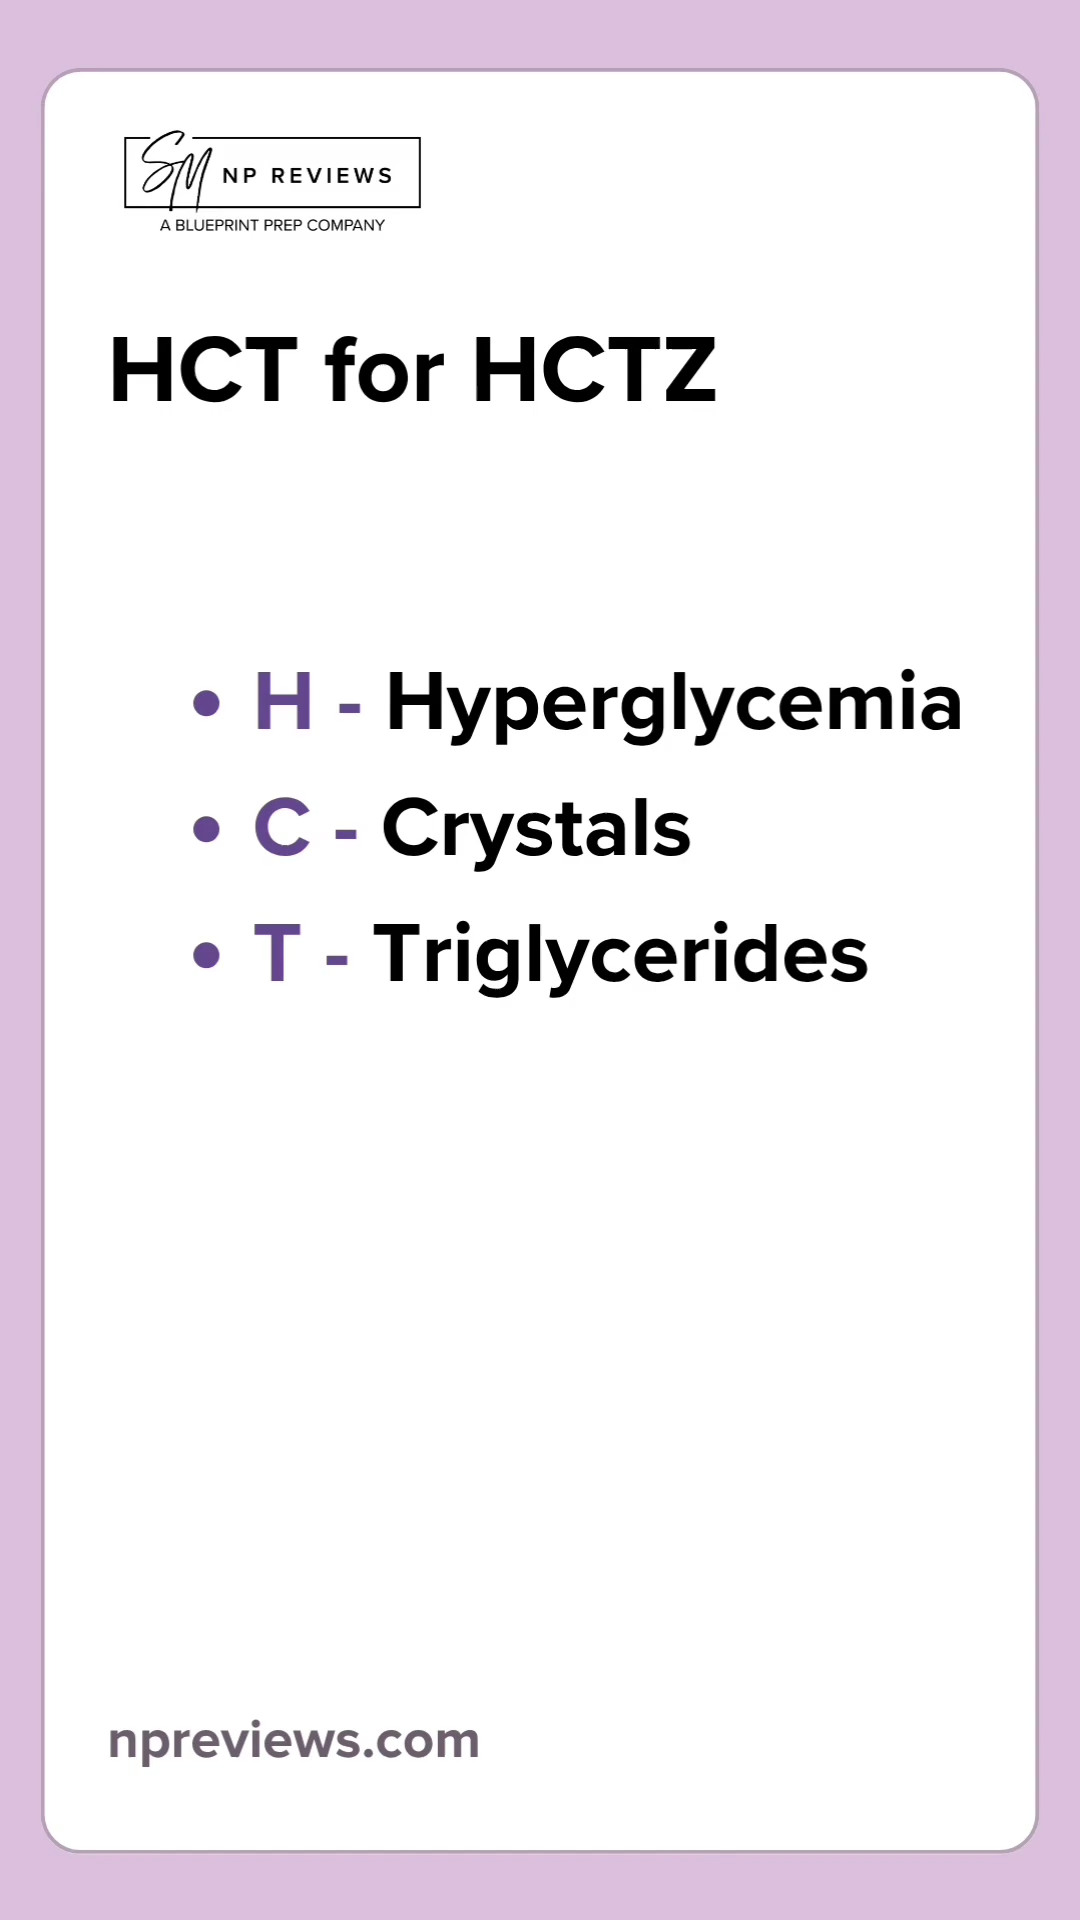 SM NP REVIEWS
A BLUEPRINT PREP COMPANY
HCT for HCTZ
• H - Hyperglycemia
• C - Crystals
• T - Triglycerides
npreviews.com